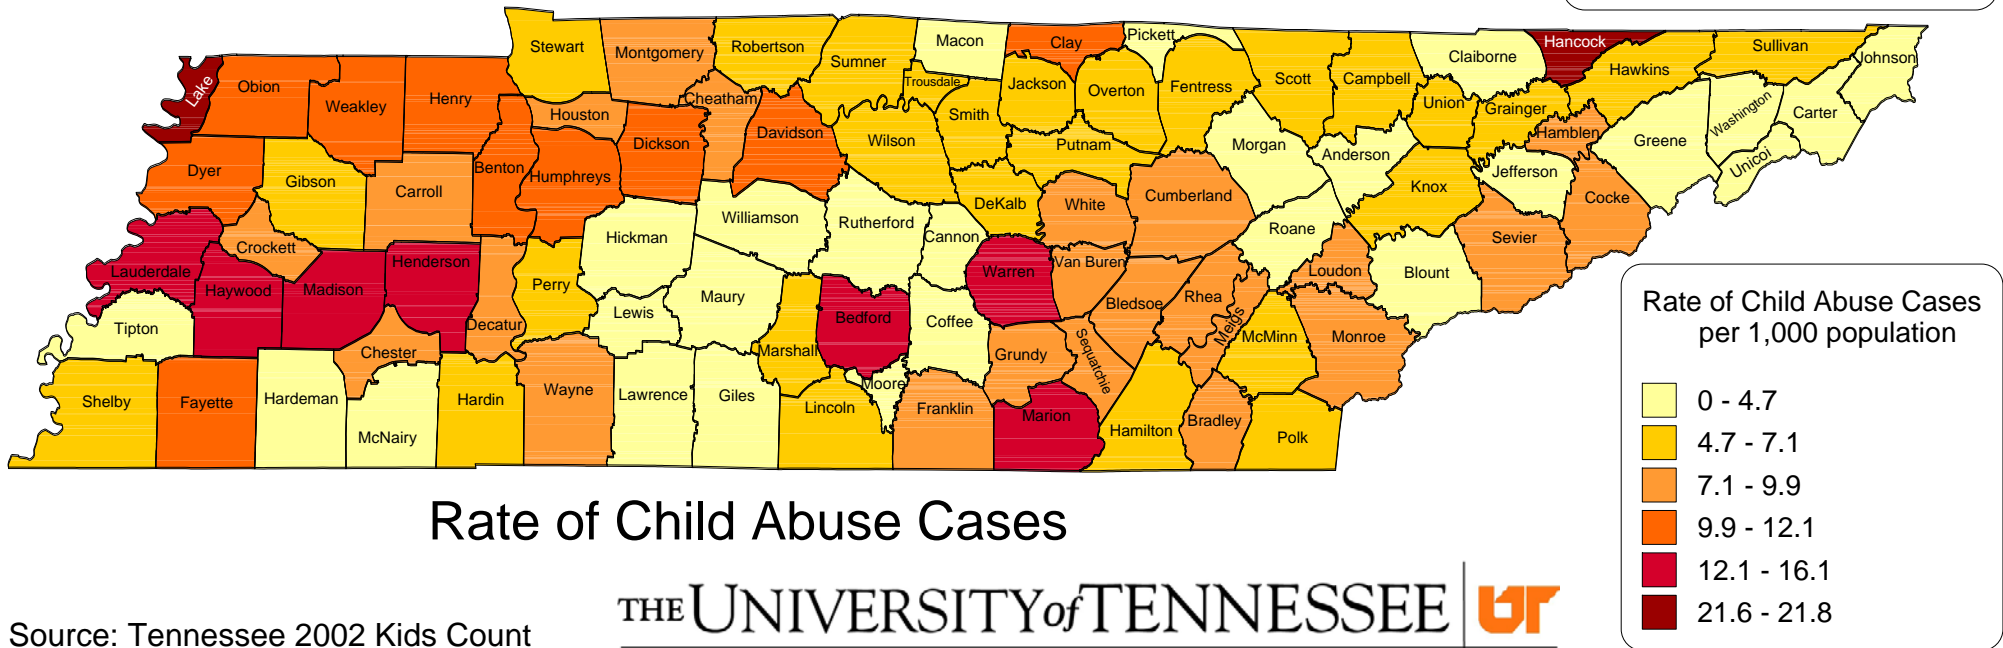 Stewart
Montgomery
Robertson
Sumner
Macon
Clay
Pickett
Scott
Campbell
Claiborne
Hancock
Hawkins
Sullivan
Johnson
Lake
Obion
Weakley
Henry
Houston
Cheatham
Trousdale
Jackson
Overton
Fentress
Union
Grainger
Washington
Carter
Dickson
Davidson
Wilson
Smith
Putnam
Morgan
Anderson
Hamblen
Greene
Unicoi
Dyer
Gibson
Carroll
Benton
Humphreys
DeKalb
White
Cumberland
Knox
Jefferson
Cocke
Williamson
Rutherford
Cannon
Roane
Sevier
Crockett
Hickman
Lauderdale
Haywood
Madison
Henderson
Perry
Maury
Warren
Van Buren
Bledsoe
Rhea
Loudon
Blount
Tipton
Decatur
Lewis
Marshall
Bedford
Coffee
Grundy
Sequatchie
Meigs
McMinn
Monroe
Chester
Shelby
Fayette
Hardeman
McNairy
Hardin
Wayne
Lawrence
Giles
Lincoln
Moore
Franklin
Marion
Hamilton
Bradley
Polk
Rate of Child Abuse Cases
per 1,000 population
0 - 4.7
4.7 - 7.1
7.1 - 9.9
9.9 - 12.1
12.1 - 16.1
21.6 - 21.8
Rate of Child Abuse Cases
Source: Tennessee 2002 Kids Count
THE UNIVERSITY of TENNESSEE UT